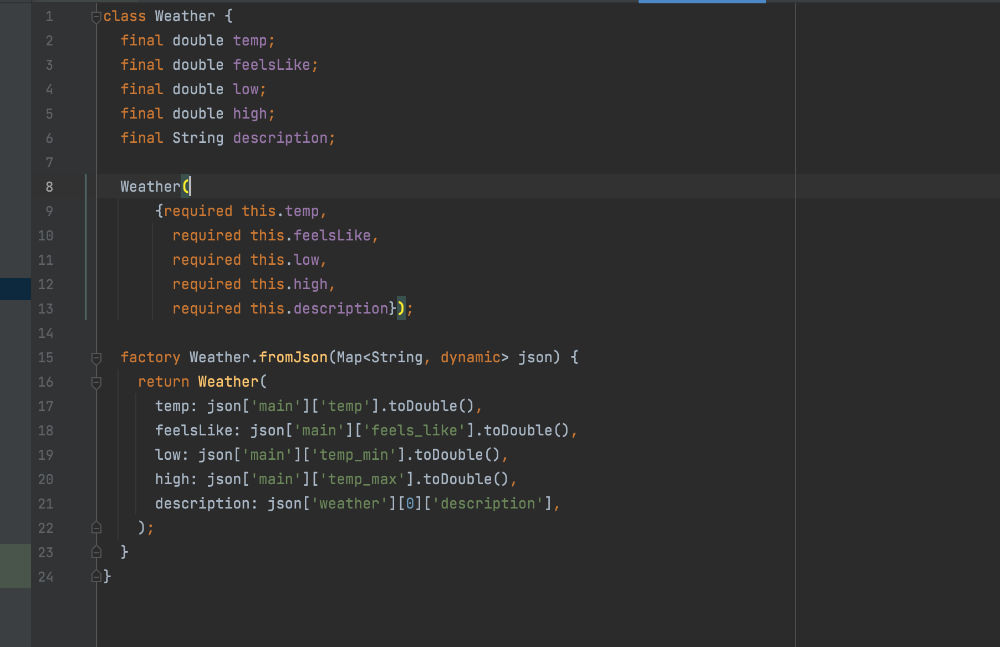 1 class Weather {
2 final double temp;
3 final double feelsLike;
4 final double low;
5 final double high;
6 final String description;
7
8 Weather(
9 {required this.temp,
10 required this.feelsLike,
11 required this.low,
12 required this.high,
13 required this.description});
14
15 factory Weather.fromJson(Map<String, dynamic> json) {
16 return Weather(
17 temp: json['main']['temp'].toDouble(),
18 feelsLike: json['main']['feels_like'].toDouble(),
19 low: json['main']['temp_min'].toDouble(),
20 high: json['main']['temp_max'].toDouble(),
21 description: json['weather'][0]['description'],
22 );
23 }
24 }